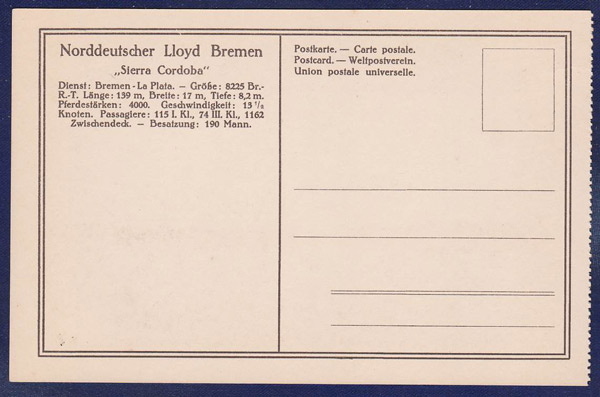 Norddeutscher Lloyd Bremen
„Sierra Cordoba"
Dienst: Bremen - La Plata. — Größe: 8225 Br.-
R.-T. Länge: 139 m, Breite: 17 m, Tiefe: 8,2 m.
Pferdestärken: 4000. Geschwindigkeit: 13 1/2
Knoten. Passagiere: 115 I. Kl., 74 III. Kl., 1162
Zwischendeck. — Besatzung: 190 Mann.
Postkarte. — Carte postale.
Postcard. — Weltpostverein.
Union postale universelle.